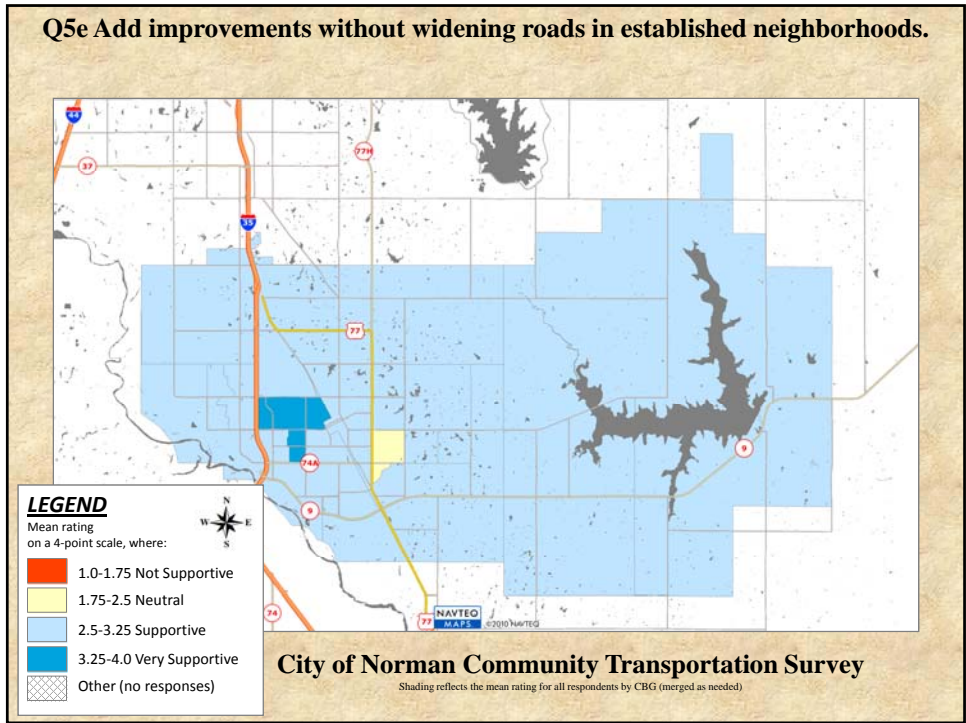 Q5e Add improvements without widening roads in established neighborhoods.
44
37
77H
35
77
74A
9
9
74
77
NAVTEQ
MAPS ©2010 NAVTEQ
LEGEND
Mean rating
on a 4-point scale, where:
N
W E
S
1.0-1.75 Not Supportive
1.75-2.5 Neutral
2.5-3.25 Supportive
3.25-4.0 Very Supportive
Other (no responses)
City of Norman Community Transportation Survey
Shading reflects the mean rating for all respondents by CBG (merged as needed)